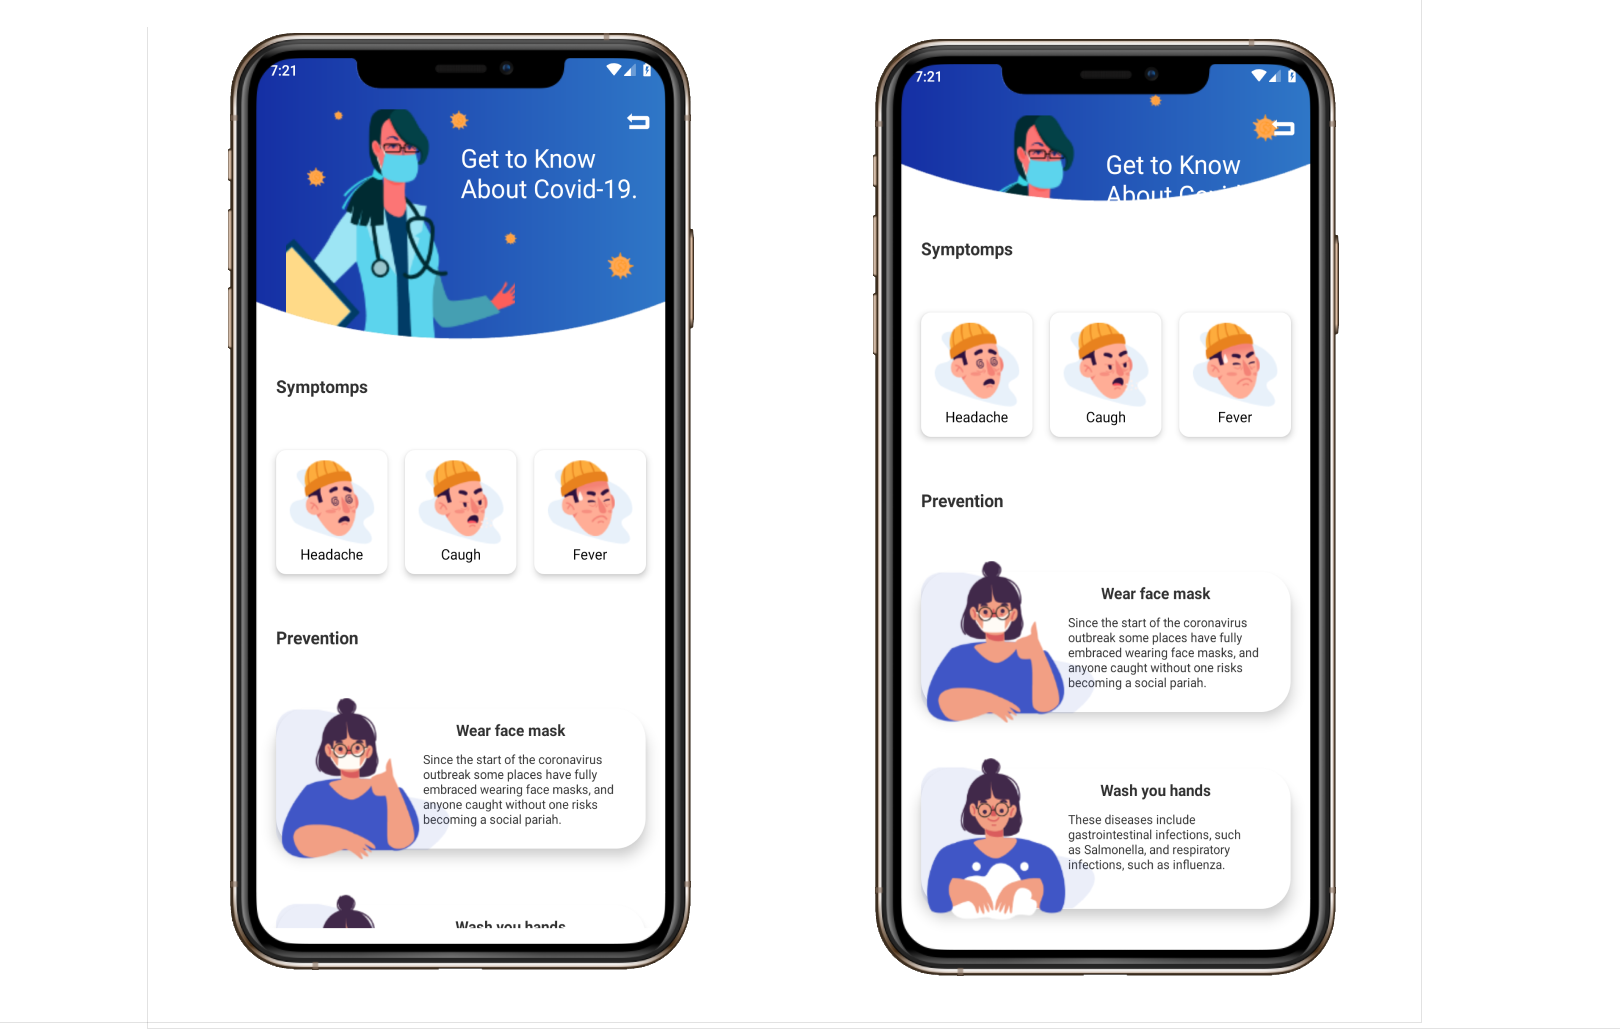 7:21
Get to Know
About Covid-19.
Symptomps
Headache
Caugh
Fever
Prevention
Wear face mask
Since the start of the coronavirus
outbreak some places have fully
embraced wearing face masks, and
anyone caught without one risks
becoming a social pariah.
Wash you hands
7:21
Get to Know
About Covid
Symptomps
Headache
Caugh
Fever
Prevention
Wear face mask
Since the start of the coronavirus
outbreak some places have fully
embraced wearing face masks, and
anyone caught without one risks
becoming a social pariah.
Wash you hands
These diseases include
gastrointestinal infections, such
as Salmonella, and respiratory
infections, such as influenza.